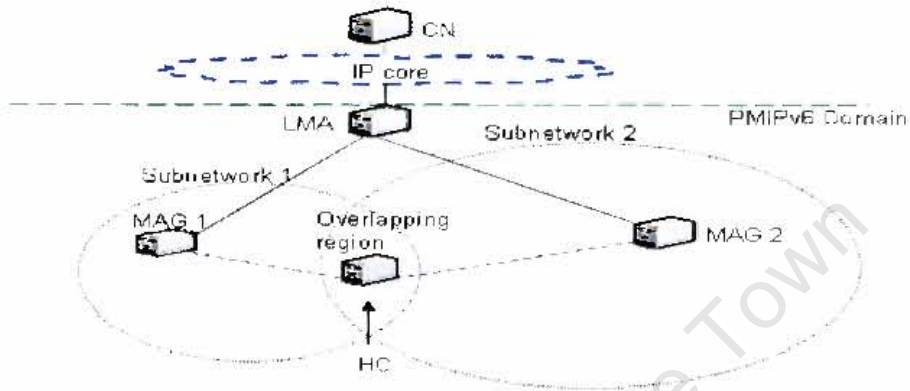 CN
IP core
LMA
Subnetwork 2
PMIPv6 Domain
Subnetwork 1
MAG 1
Overlapping
region
MAG 2
HC
Town